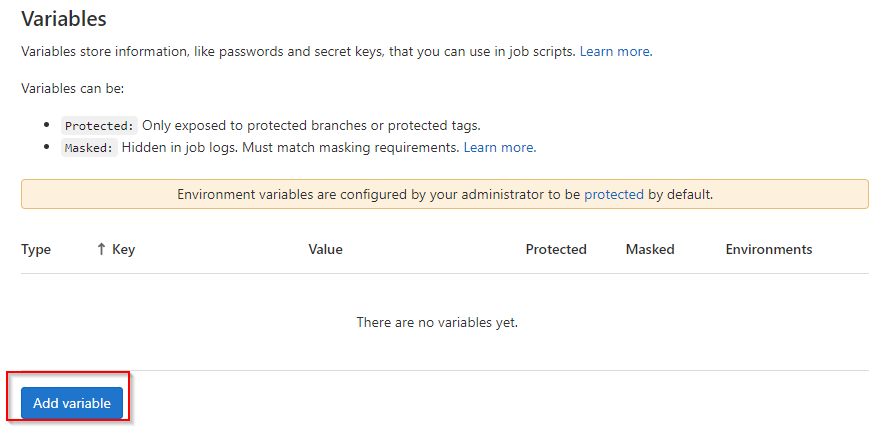 Variables
Variables store information, like passwords and secret keys, that you can use in job scripts. Learn more.
Variables can be:
• Protected: Only exposed to protected branches or protected tags.
• Masked: Hidden in job logs. Must match masking requirements. Learn more.
Environment variables are configured by your administrator to be protected by default.
Type ↑ Key Value Protected Masked Environments
There are no variables yet.
Add variable